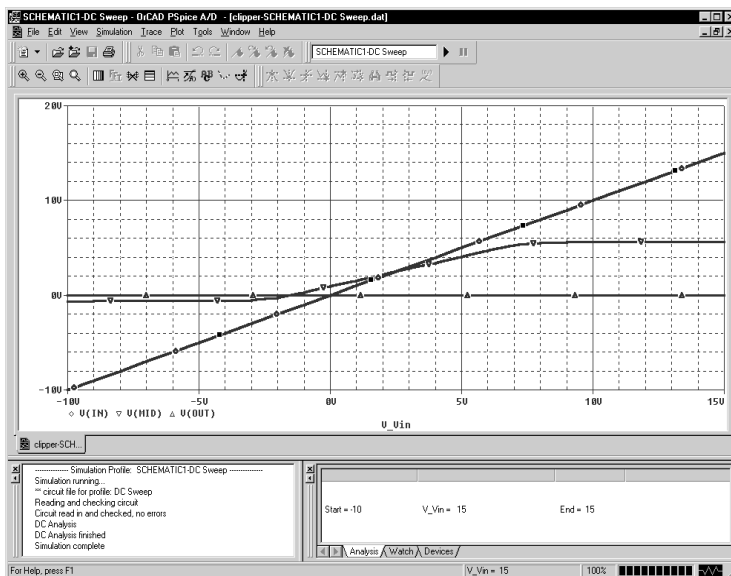 SCHEMATIC1-DC Sweep - OrCAD PSpice A/D - [clipper-SCHEMATIC1-DC Sweep.dat]
File Edit View Simulation Trace Plot Tools Window Help
SCHEMATIC1-DC Sweep
20V
10V
0V
-10V
-10V -5V 0V 5V 10V 15V
V(IN) V(MID) V(OUT)
V_Vin
clipper-SCH...
-------------- Simulation Profile: SCHEMATIC1-DC Sweep --------------
Simulation running...
** circuit file for profile: DC Sweep
Reading and checking circuit
Circuit read in and checked, no errors
DC Analysis
DC Analysis finished
Simulation complete
Start = -10 V_Vin = 15 End = 15
Analysis Watch Devices
For Help, press F1 V_Vin = 15 100%